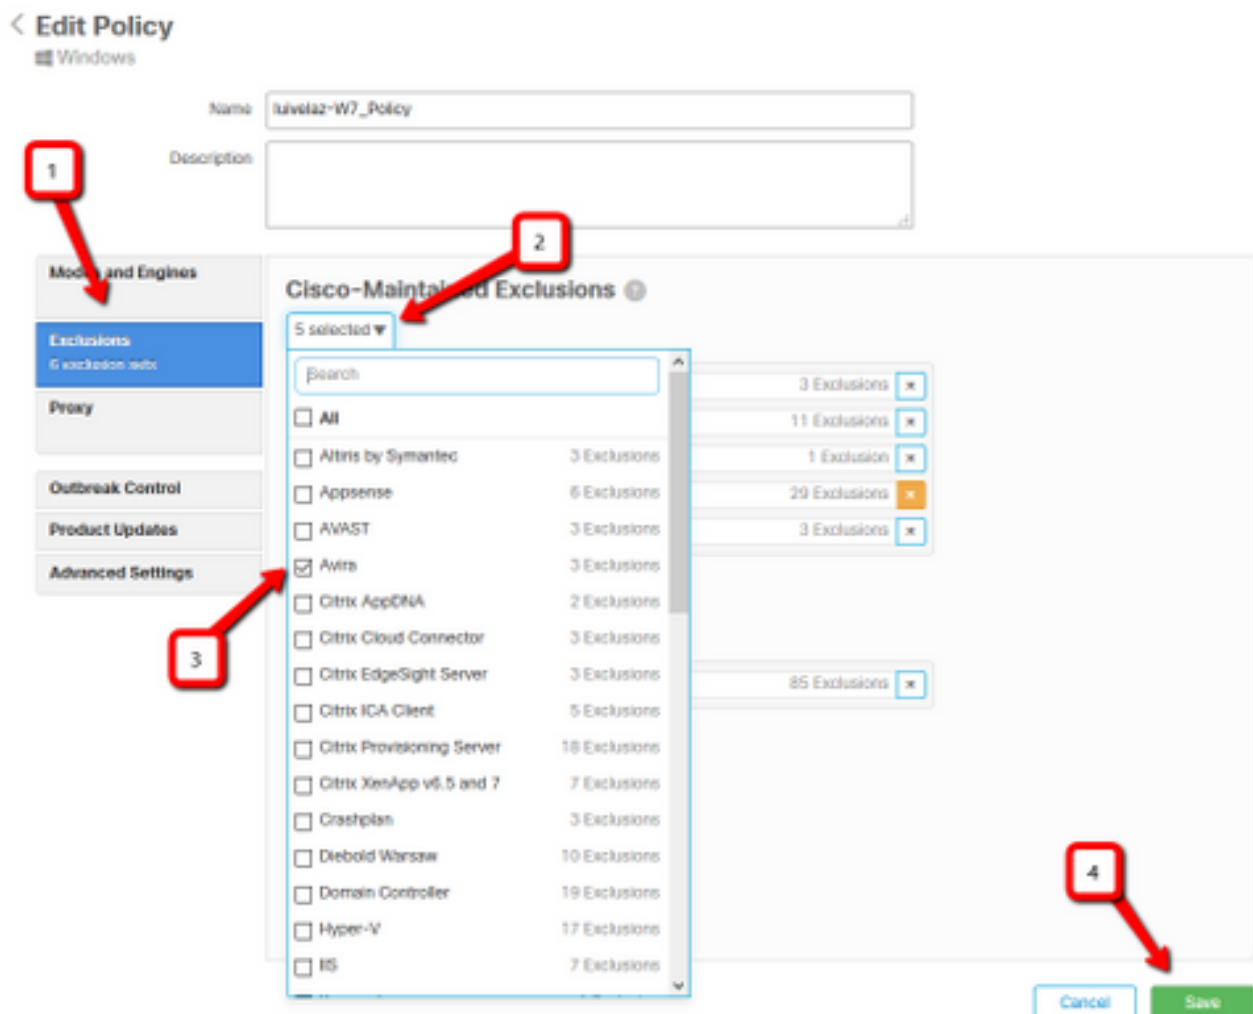 Edit Policy
Windows
Name luivelaz-W7_Policy
Description
1
2
Modes and Engines
Cisco-Maintained Exclusions
5 selected
Exclusions
6 exclusion sets
Search
3 Exclusions
All
11 Exclusions
Proxy
Altiris by Symantec 3 Exclusions
1 Exclusion
Outbreak Control
Appsense 6 Exclusions
29 Exclusions
Product Updates
AVAST 3 Exclusions
3 Exclusions
Advanced Settings
Avira 3 Exclusions
Citrix AppDNA 2 Exclusions
3
Citrix Cloud Connector 3 Exclusions
Citrix EdgeSight Server 3 Exclusions
85 Exclusions
Citrix ICA Client 5 Exclusions
Citrix Provisioning Server 18 Exclusions
Citrix XenApp v6.5 and 7 7 Exclusions
Crashplan 3 Exclusions
Diebold Warsaw 10 Exclusions
4
Domain Controller 19 Exclusions
Hyper-V 17 Exclusions
IIS 7 Exclusions
Cancel Save